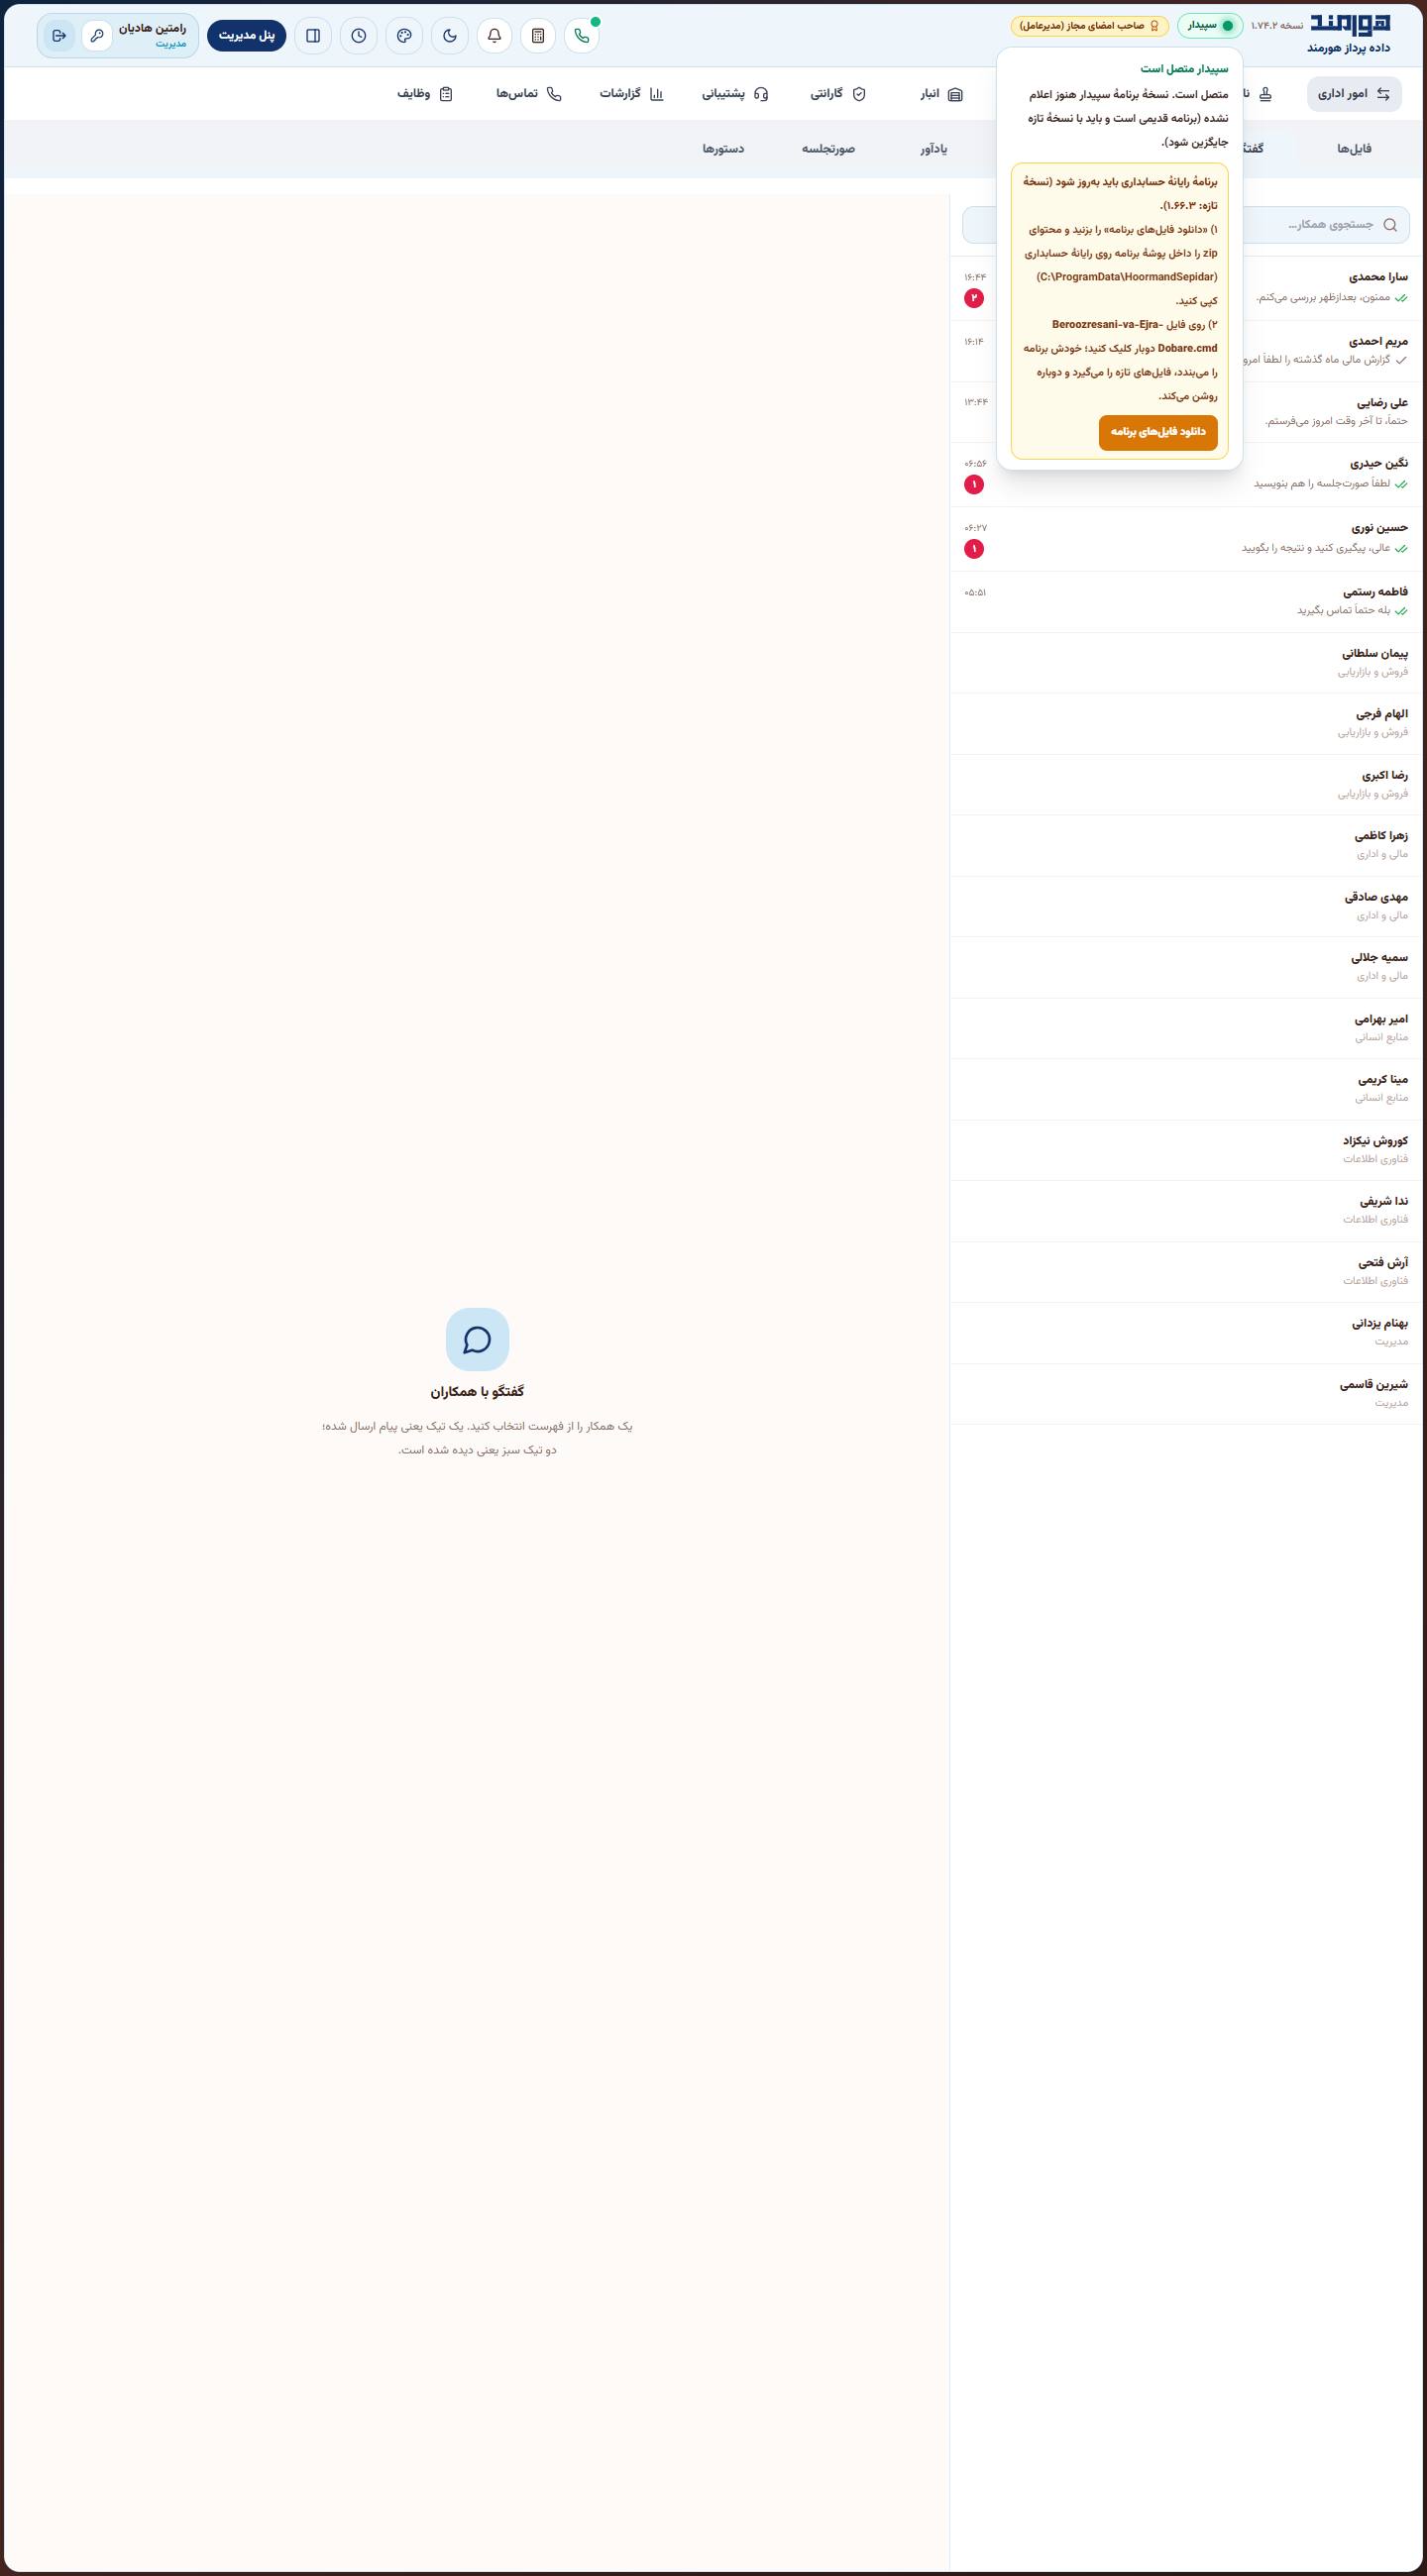 هورمند
نسخه ۱.۷۴.۲
سپیدار
صاحب امضای مجاز (مدیرعامل)
داده پرداز هورمند
پنل مدیریت
رامتین هادیان
مدیریت
امور اداری
انبار
گارانتی
پشتیبانی
گزارشات
تماس‌ها
وظایف
فایل‌ها
یادآور
صورتجلسه
دستورها
سپیدار متصل است
متصل است. نسخهٔ برنامهٔ سپیدار هنوز اعلام
نشده (برنامه قدیمی است و باید با نسخهٔ تازه
جایگزین شود).
برنامهٔ رایانهٔ حسابداری باید به‌روز شود (نسخهٔ
تازه: ۱.۶۶.۳).
۱) «دانلود فایل‌های برنامه» را بزنید و محتوای
zip را داخل پوشهٔ برنامه روی رایانهٔ حسابداری
(C:\ProgramData\HoormandSepidar)
کپی کنید.
۲) روی فایل Beroozresani-va-Ejra-
Dobare.cmd دوبار کلیک کنید؛ خودش برنامه
را می‌بندد، فایل‌های تازه را می‌گیرد و دوباره
روشن می‌کند.
دانلود فایل‌های برنامه
جستجوی همکار...
سارا محمدی
۱۶:۴۴
ممنون، بعدازظهر بررسی می‌کنم.
۲
مریم احمدی
۱۶:۱۴
گزارش مالی ماه گذشته را لطفاً امرو
علی رضایی
۱۳:۴۴
حتماً، تا آخر وقت امروز می‌فرستم.
نگین حیدری
۰۶:۵۶
لطفاً صورت‌جلسه را هم بنویسید
۱
حسین نوری
۰۶:۲۷
عالی، پیگیری کنید و نتیجه را بگویید
۱
فاطمه رستمی
۰۵:۵۱
بله حتماً تماس بگیرید
پیمان سلطانی
فروش و بازاریابی
الهام فرجی
فروش و بازاریابی
رضا اکبری
فروش و بازاریابی
زهرا کاظمی
مالی و اداری
مهدی صادقی
مالی و اداری
سمیه جلالی
مالی و اداری
امیر بهرامی
منابع انسانی
مینا کریمی
منابع انسانی
کوروش نیکزاد
فناوری اطلاعات
ندا شریفی
فناوری اطلاعات
آرش فتحی
فناوری اطلاعات
بهنام یزدانی
مدیریت
شیرین قاسمی
مدیریت
گفتگو با همکاران
یک همکار را از فهرست انتخاب کنید. یک تیک یعنی پیام ارسال شده؛
دو تیک سبز یعنی دیده شده است.